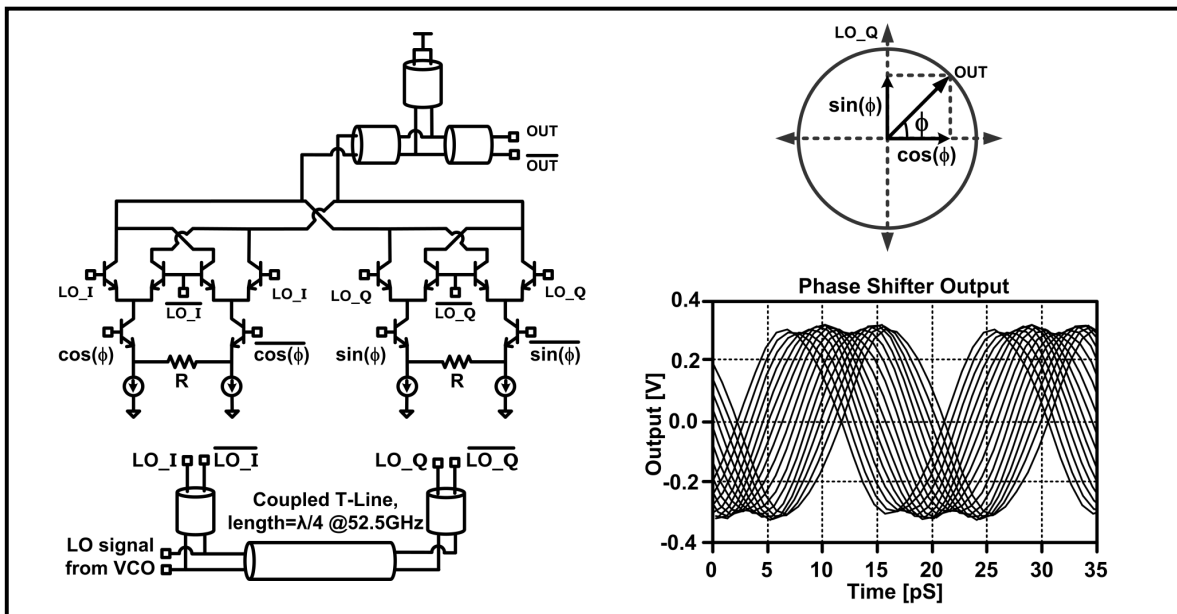 OUT
OUT
LO_I
LO_I
LO_I
LO_Q
LO_Q
LO_Q
cos(ϕ)
cos(ϕ)
sin(ϕ)
sin(ϕ)
R
R
LO_I
LO_I
LO_Q
LO_Q
Coupled T-Line,
length=λ/4 @52.5GHz
LO signal
from VCO
LO_Q
OUT
sin(ϕ)
ϕ
cos(ϕ)
Phase Shifter Output
Output [V]
0.4
0.2
0.0
-0.2
-0.4
0 5 10 15 20 25 30 35
Time [pS]